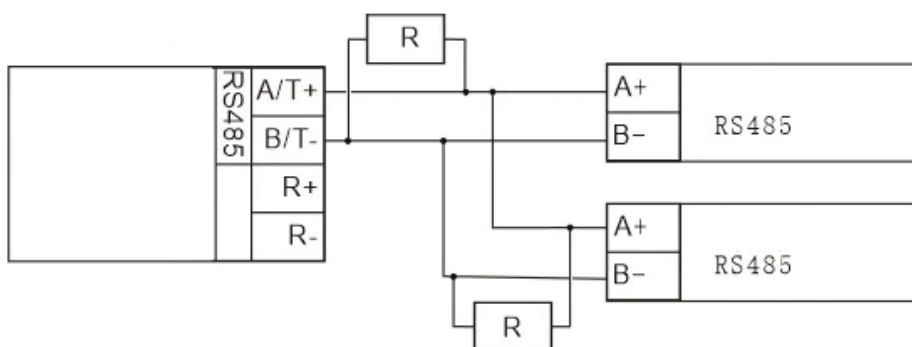 R
RS485
A/T+
B/T-
R+
R-
A+
B-
RS485
A+
B-
RS485
R